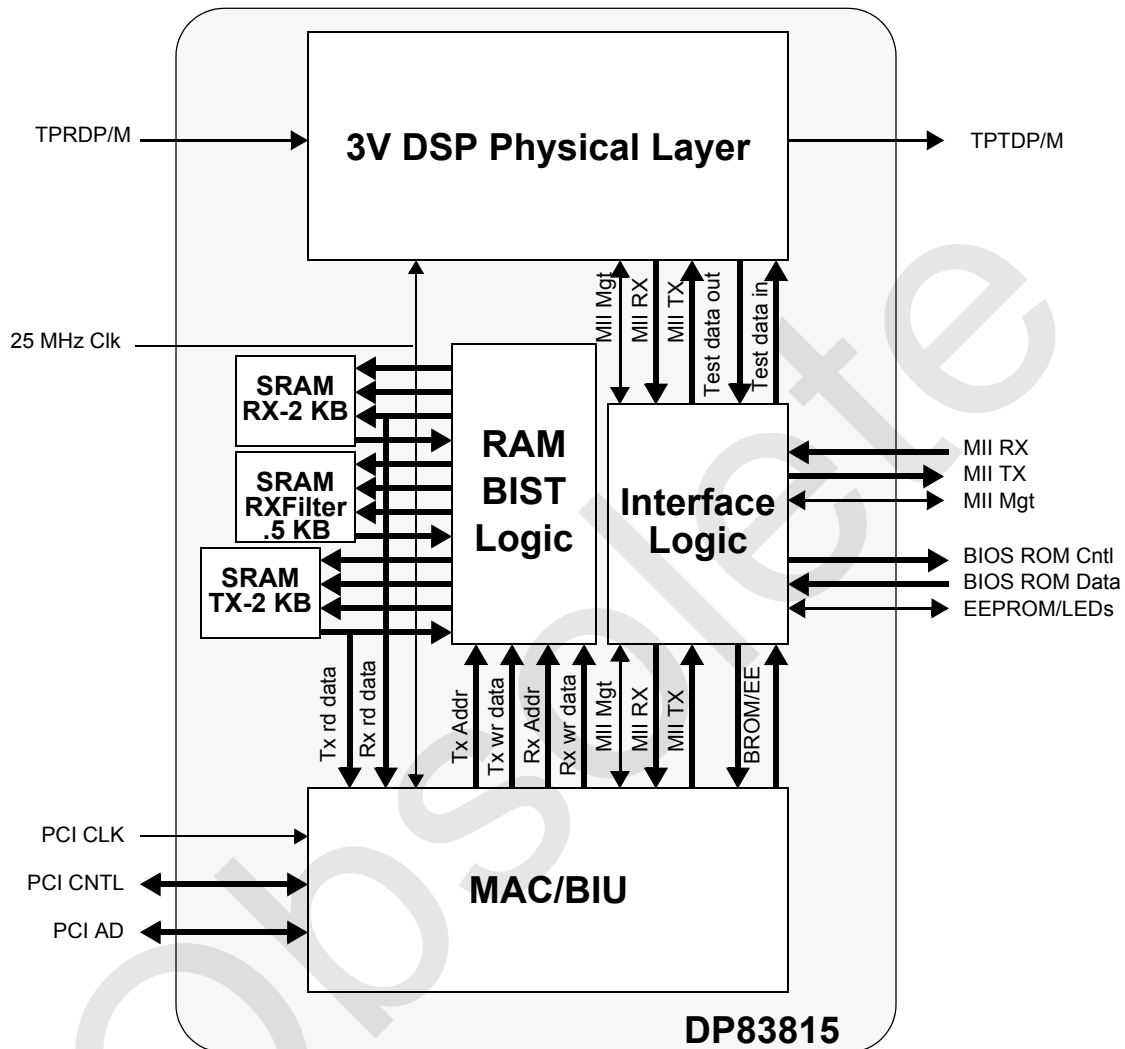 3V DSP Physical Layer
TPRDP/M
TPTDP/M
MII Mgt
MII RX
MII TX
Test data out
Test data in
25 MHz Clk
SRAM
RX-2 KB
SRAM
RXFilter
.5 KB
SRAM
TX-2 KB
RAM
BIST
Logic
Interface
Logic
MII RX
MII TX
MII Mgt
BIOS ROM Cntl
BIOS ROM Data
EEPROM/LEDs
Tx rd data
Rx rd data
Tx Addr
Tx wr data
Rx Addr
Rx wr data
MII Mgt
MII RX
MII TX
BROM/EE
PCI CLK
PCI CNTL
PCI AD
MAC/BIU
DP83815
Obsolete